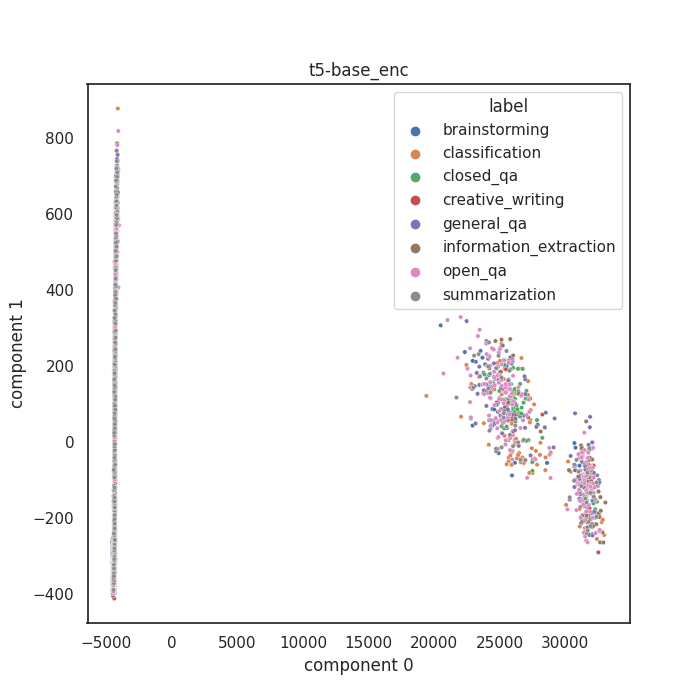 t5-base_enc
label
brainstorming
classification
closed_qa
creative_writing
general_qa
information_extraction
open_qa
summarization
component 1
800
600
400
200
0
−200
−400
−5000 0 5000 10000 15000 20000 25000 30000
component 0